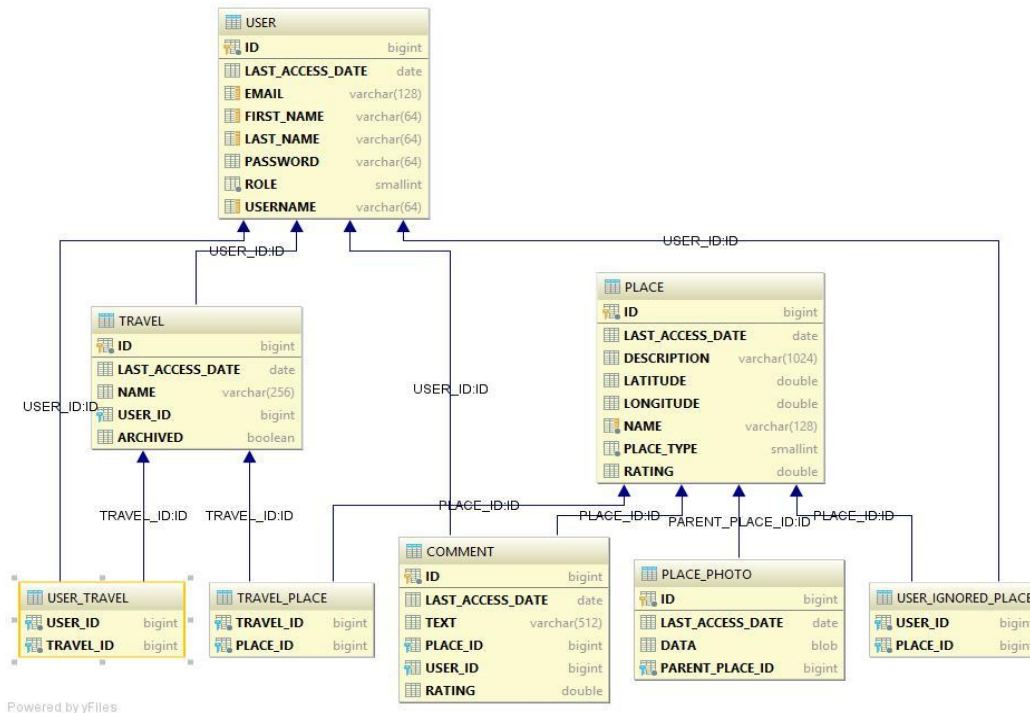 USER
ID bigint
LAST_ACCESS_DATE date
EMAIL varchar(128)
FIRST_NAME varchar(64)
LAST_NAME varchar(64)
PASSWORD varchar(64)
ROLE smallint
USERNAME varchar(64)
USER_ID:ID
USER_ID:ID
PLACE
ID bigint
LAST_ACCESS_DATE date
DESCRIPTION varchar(1024)
LATITUDE double
LONGITUDE double
NAME varchar(128)
PLACE_TYPE smallint
RATING double
TRAVEL
ID bigint
LAST_ACCESS_DATE date
NAME varchar(256)
USER_ID bigint
ARCHIVED boolean
USER_ID:ID
USER_ID:ID
TRAVEL_ID:ID
TRAVEL_ID:ID
PLACE_ID:ID
PLACE_ID:ID
PARENT_PLACE_ID:ID
PLACE_ID:ID
USER_TRAVEL
USER_ID bigint
TRAVEL_ID bigint
TRAVEL_PLACE
TRAVEL_ID bigint
PLACE_ID bigint
COMMENT
ID bigint
LAST_ACCESS_DATE date
TEXT varchar(512)
PLACE_ID bigint
USER_ID bigint
RATING double
PLACE_PHOTO
ID bigint
LAST_ACCESS_DATE date
DATA blob
PARENT_PLACE_ID bigint
USER_IGNORED_PLACE
USER_ID bigint
PLACE_ID bigint
Powered by yFiles